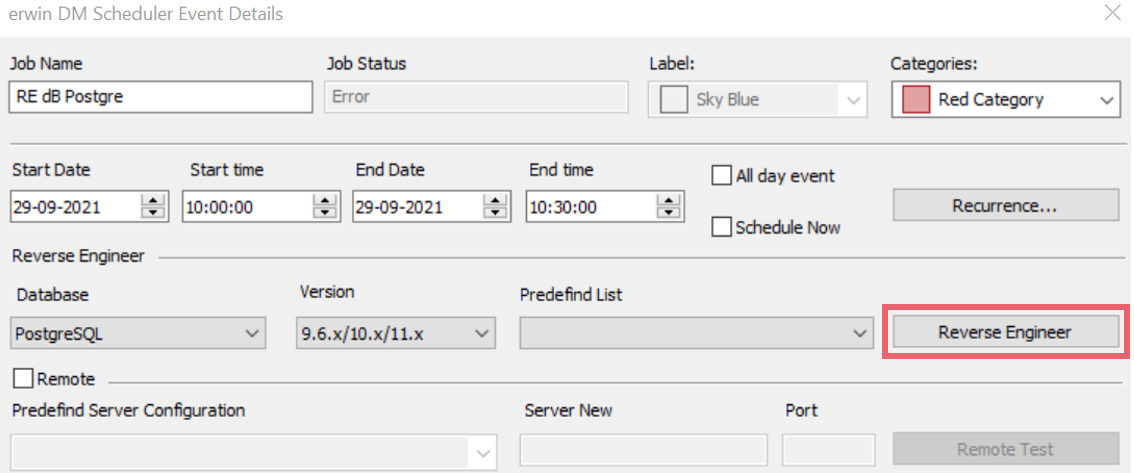 erwin DM Scheduler Event Details
Job Name Job Status Label: Categories:
RE dB Postgre Error Sky Blue Red Category
Start Date Start time End Date End time All day event
29-09-2021 10:00:00 29-09-2021 10:30:00 Recurrence...
Schedule Now
Reverse Engineer
Database Version Predefind List
PostgreSQL 9.6.x/10.x/11.x Reverse Engineer
Remote
Predefind Server Configuration Server New Port
Remote Test